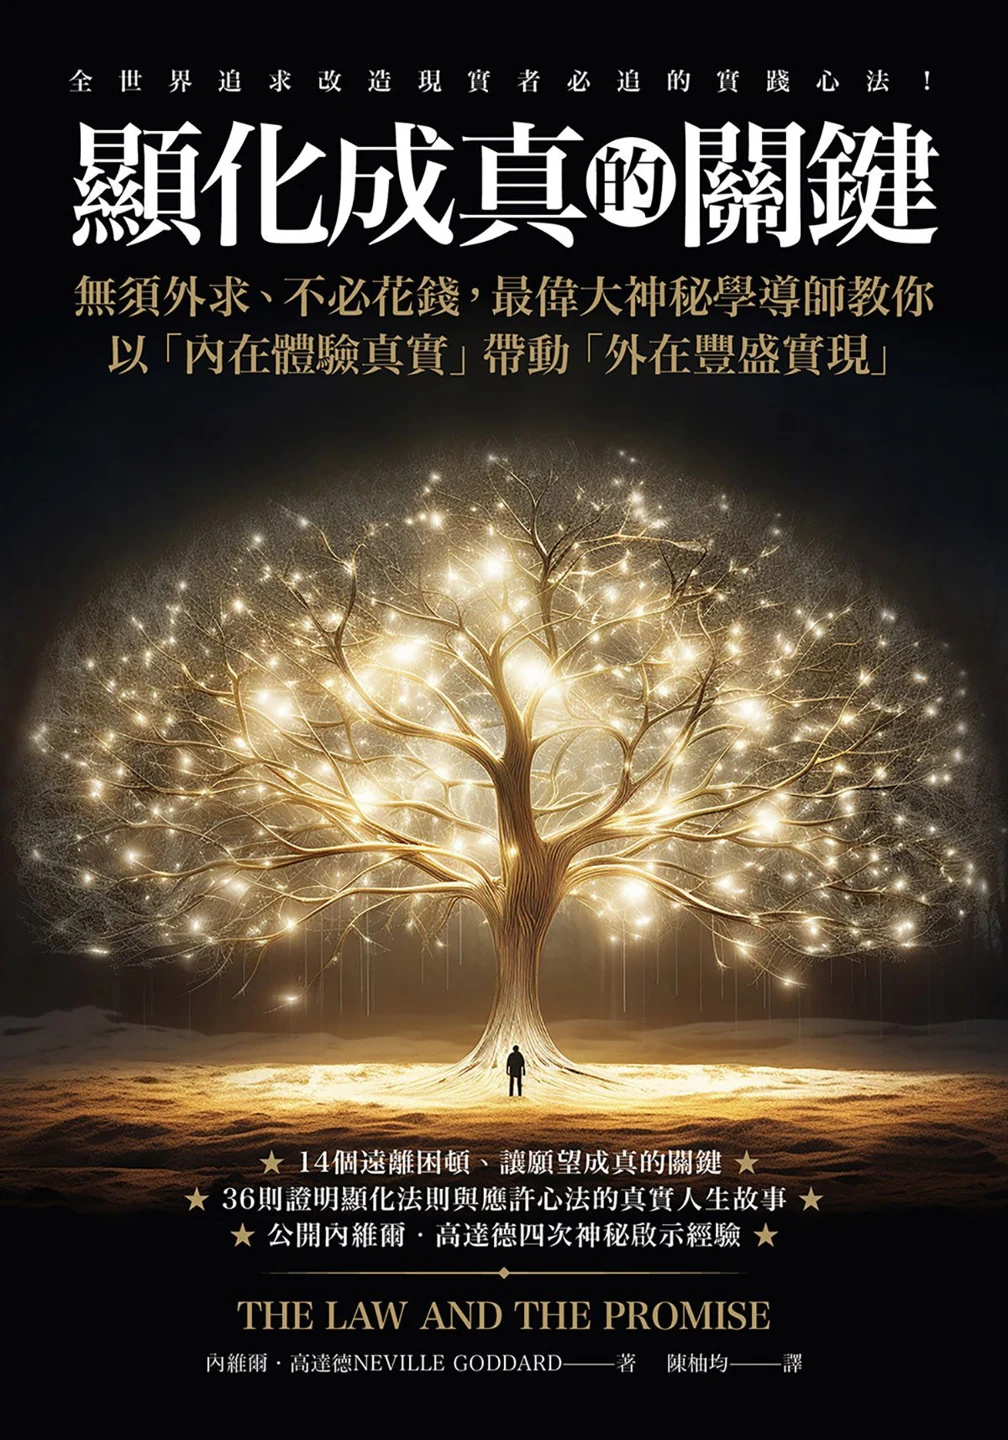 全世界追求改造現實者必追的實踐心法！
顯化成真的關鍵
無須外求、不必花錢，最偉大神秘學導師教你
以「內在體驗真實」帶動「外在豐盛實現」
★ 14個遠離困頓、讓願望成真的關鍵 ★
★ 36則證明顯化法則與應許心法的真實人生故事 ★
★ 公開內維爾．高達德四次神秘啟示經驗 ★
THE LAW AND THE PROMISE
內維爾．高達德NEVILLE GODDARD——著 陳柚均——譯